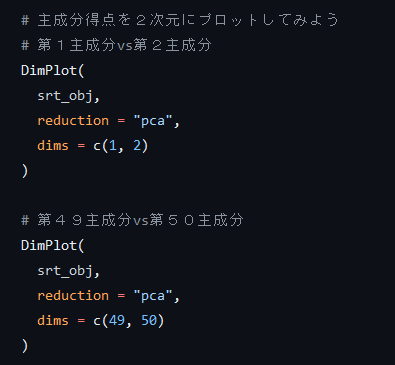 # 主成分得点を２次元にプロットしてみよう
# 第１主成分vs第２主成分
DimPlot(
  srt_obj,
  reduction = "pca",
  dims = c(1, 2)
)

# 第４９主成分vs第５０主成分
DimPlot(
  srt_obj,
  reduction = "pca",
  dims = c(49, 50)
)